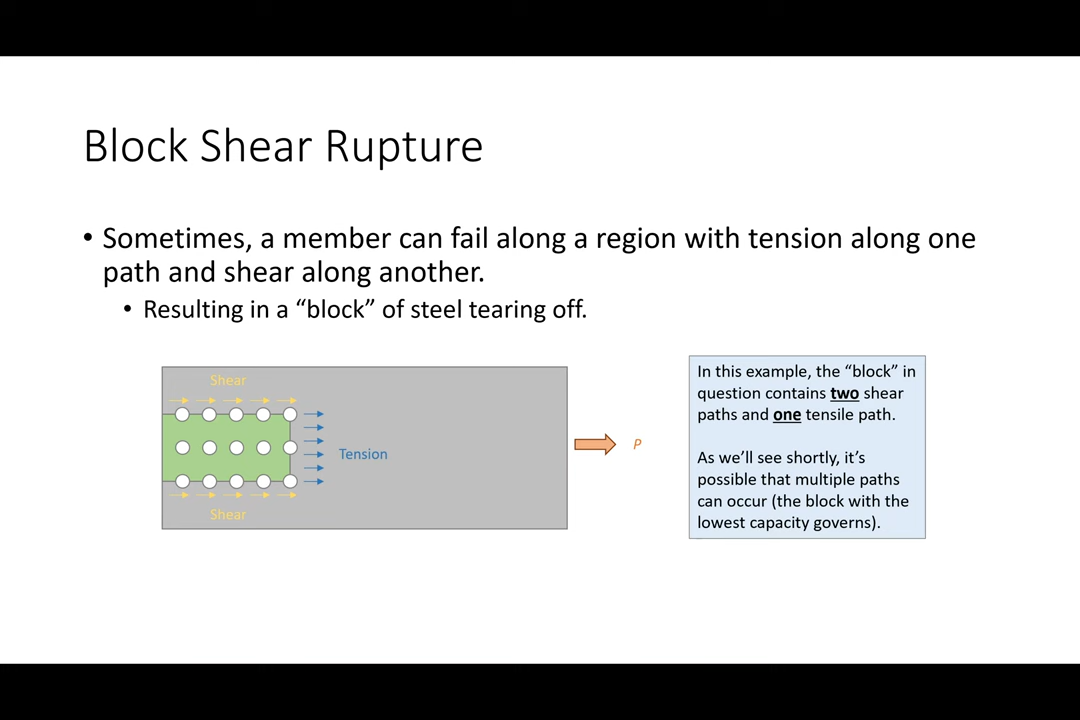 Block Shear Rupture
• Sometimes, a member can fail along a region with tension along one
path and shear along another.
• Resulting in a “block” of steel tearing off.
Shear
Tension
Shear
P
In this example, the “block” in
question contains two shear
paths and one tensile path.
As we’ll see shortly, it’s
possible that multiple paths
can occur (the block with the
lowest capacity governs).